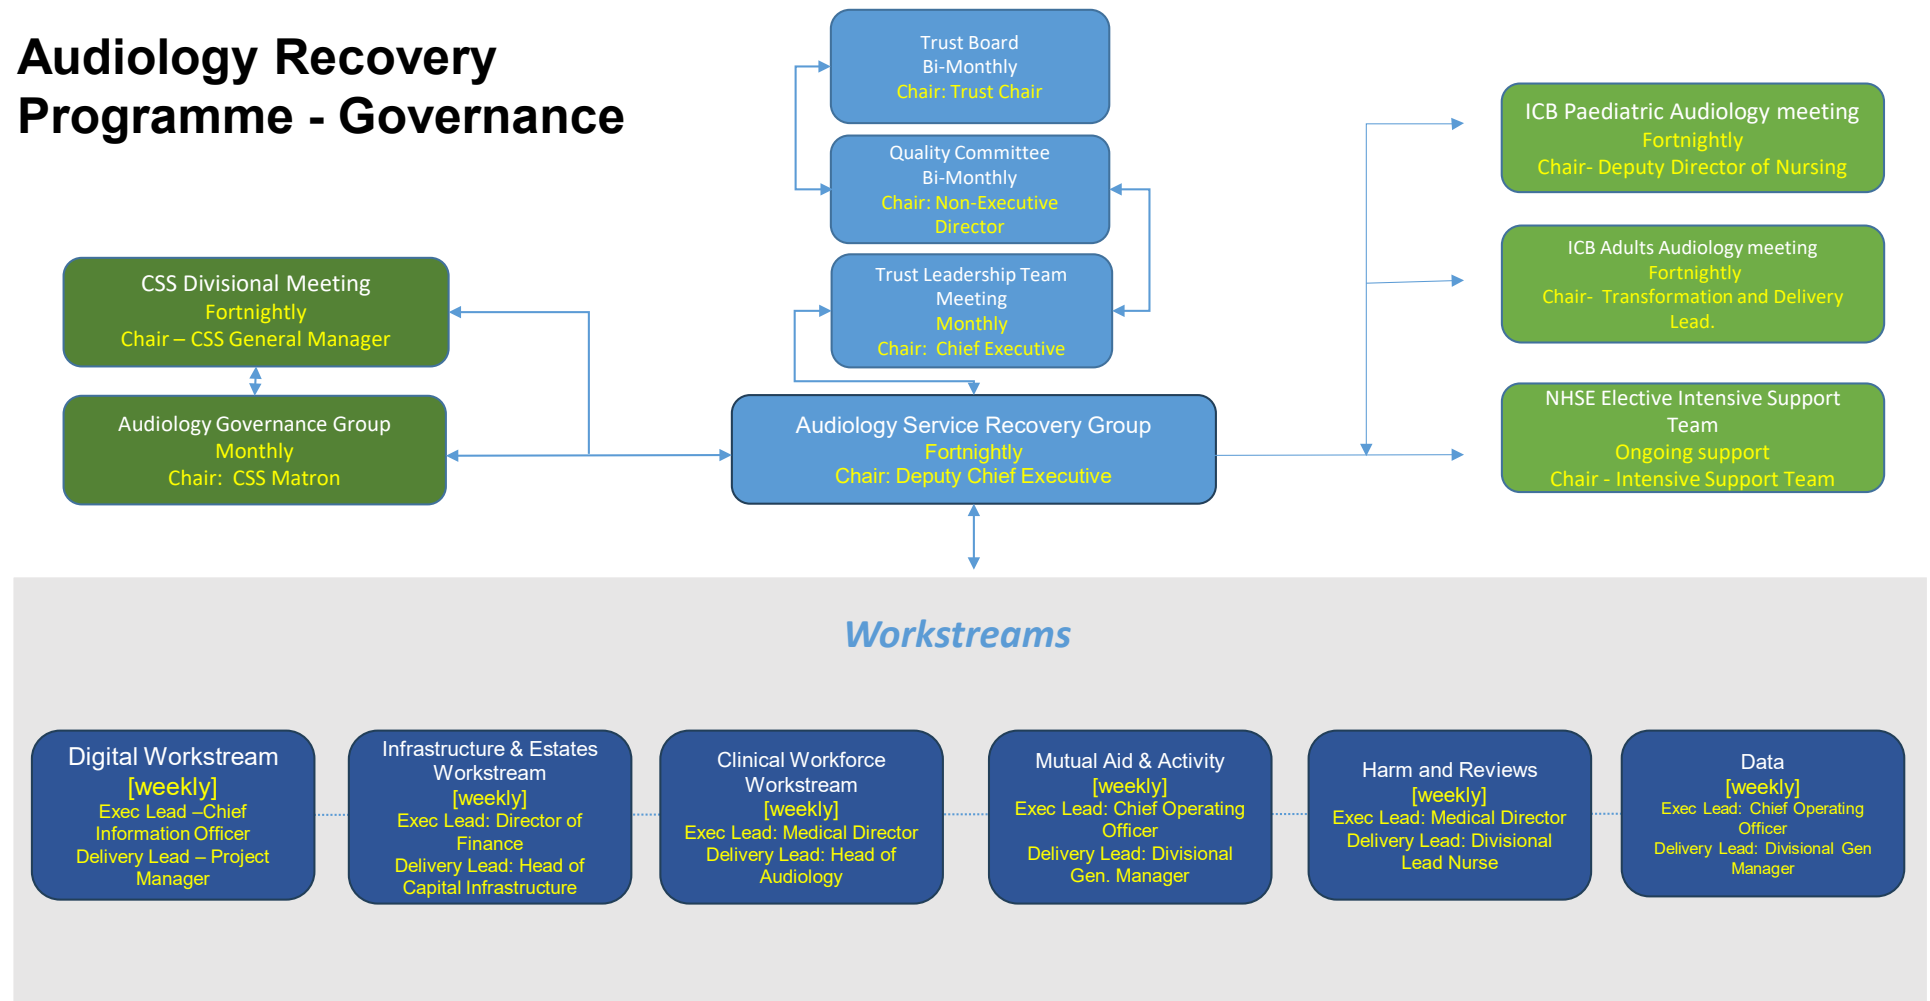 Audiology Recovery
Programme - Governance
Trust Board
Bi-Monthly
Chair: Trust Chair
Quality Committee
Bi-Monthly
Chair: Non-Executive
Director
Trust Leadership Team
Meeting
Monthly
Chair: Chief Executive
ICB Paediatric Audiology meeting
Fortnightly
Chair- Deputy Director of Nursing
ICB Adults Audiology meeting
Fortnightly
Chair- Transformation and Delivery
Lead.
NHSE Elective Intensive Support
Team
Ongoing support
Chair - Intensive Support Team
CSS Divisional Meeting
Fortnightly
Chair – CSS General Manager
Audiology Governance Group
Monthly
Chair: CSS Matron
Audiology Service Recovery Group
Fortnightly
Chair: Deputy Chief Executive
Workstreams
Digital Workstream
[weekly]
Exec Lead –Chief
Information Officer
Delivery Lead – Project
Manager
Infrastructure & Estates
Workstream
[weekly]
Exec Lead: Director of
Finance
Delivery Lead: Head of
Capital Infrastructure
Clinical Workforce
Workstream
[weekly]
Exec Lead: Medical Director
Delivery Lead: Head of
Audiology
Mutual Aid & Activity
[weekly]
Exec Lead: Chief Operating
Officer
Delivery Lead: Divisional
Gen. Manager
Harm and Reviews
[weekly]
Exec Lead: Medical Director
Delivery Lead: Divisional
Lead Nurse
Data
[weekly]
Exec Lead: Chief Operating
Officer
Delivery Lead: Divisional Gen
Manager